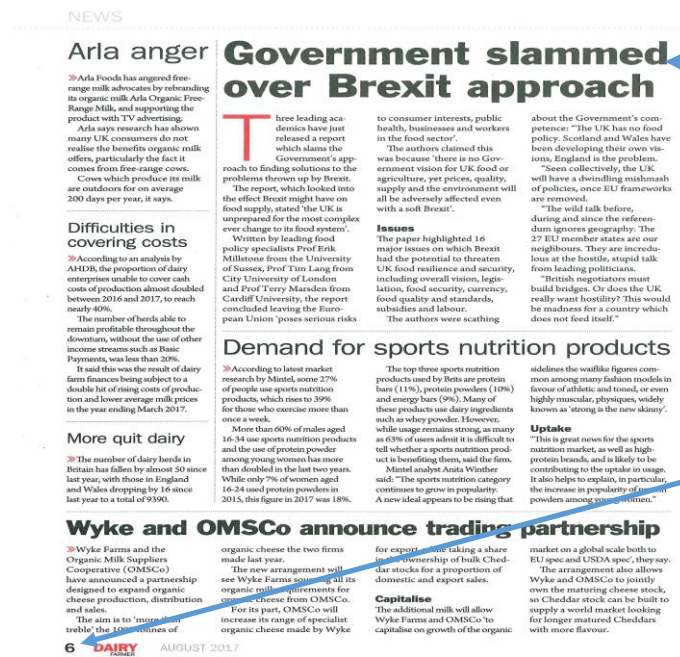 NEWS
Arla anger
»Arla Foods has angered free-
range milk advocates by rebranding
its organic milk Arla Organic Free-
Range Milk, and supporting the
product with TV advertising.
Arla says research has shown
many UK consumers do not
realise the benefits organic milk
offers, particularly the fact it
comes from free-range cows.
Cows which produce its milk
are outdoors for on average
200 days per year, it says.
Difficulties in
covering costs
»According to an analysis by
AHDB, the proportion of dairy
enterprises unable to cover cash
costs of production almost doubled
between 2016 and 2017, to reach
nearly 40%.
The number of herds able to
remain profitable throughout the
downturn, without the use of other
income streams such as Basic
Payments, was less than 20%.
It said this was the result of dairy
farm finances being subject to a
double hit of rising costs of produc-
tion and lower average milk prices
in the year ending March 2017.
More quit dairy
»The number of dairy herds in
Britain has fallen by almost 50 since
last year, with those in England
and Wales dropping by 16 since
last year to a total of 9390.
Government slammed
over Brexit approach
Three leading aca-
demics have just
released a report
which slams the
Government's app-
roach to finding solutions to the
problems thrown up by Brexit.
The report, which looked into
the effect Brexit might have on
food supply, stated 'the UK is
unprepared for the most complex
ever change to its food system'.
Written by leading food
policy specialists Prof Erik
Millstone from the University
of Sussex, Prof Tim Lang from
City University of London
and Prof Terry Marsden from
Cardiff University, the report
concluded leaving the Euro-
pean Union 'poses serious risks
to consumer interests, public
health, businesses and workers
in the food sector'.
The authors claimed this
was because 'there is no Gov-
ernment vision for UK food or
agriculture, yet prices, quality,
supply and the environment will
all be adversely affected even
with a soft Brexit'.
Issues
The paper highlighted 16
major issues on which Brexit
had the potential to threaten
UK food resilience and security,
including overall vision, legis-
lation, food security, currency,
food quality and standards,
subsidies and labour.
The authors were scathing
about the Government's com-
petence: "The UK has no food
policy. Scotland and Wales have
been developing their own vis-
ions, England is the problem.
"Seen collectively, the UK
will have a dwindling mishmash
of policies, once EU frameworks
are removed.
"The wild talk before,
during and since the referen-
dum ignores geography. The
27 EU member states are our
neighbours. They are incredu-
lous at the hostile, stupid talk
from leading politicians.
"British negotiators must
build bridges. Or does the UK
really want hostility? This would
be madness for a country which
does not feed itself."
Demand for sports nutrition products
»According to latest market
research by Mintel, some 27%
of people use sports nutrition
products, which rises to 39%
for those who exercise more than
once a week.
More than 60% of males aged
16-34 use sports nutrition products
and the use of protein powder
among young women has more
than doubled in the last two years.
While only 7% of women aged
16-24 used protein powders in
2015, this figure in 2017 was 18%.
The top three sports nutrition
products used by Brits are protein
bars (11%), protein powders (10%)
and energy bars (9%). Many of
these products use dairy ingredients
such as whey powder. However,
while usage remains strong, as many
as 63% of users admit it is difficult to
tell whether a sports nutrition prod-
uct is benefiting them, said the firm.
Mintel analyst Anita Winther
said: "The sports nutrition category
continues to grow in popularity.
A new ideal appears to be rising that
sidelines the waiflike figures com-
mon among many fashion models in
favour of athletic and toned, or even
highly muscular, physiques, widely
known as 'strong is the new skinny'.
Uptake
"This is great news for the sports
nutrition market, as well as high-
protein brands, and is likely to be
contributing to the uptake in usage.
It also helps to explain, in particular,
the increase in popularity of
powders among young women."
Wyke and OMSCo announce trading partnership
»Wyke Farms and the
Organic Milk Suppliers
Cooperative (OMSCo)
have announced a partnership
designed to expand organic
cheese production, distribution
and sales.
The aim is to 'more than
treble' the 1000 tonnes of
organic cheese the two firms
made last year.
The new arrangement will
see Wyke Farms sourcing all its
organic milk requirements for
organic cheese from OMSCo.
For its part, OMSCo will
increase its range of specialist
organic cheese made by Wyke
for export, taking a share
in the ownership of bulk Ched-
dar stocks for a proportion of
domestic and export sales.
Capitalise
The additional milk will allow
Wyke Farms and OMSCo 'to
capitalise on growth of the organic
market on a global scale both to
EU spec and USDA spec', they say.
The arrangement also allows
Wyke and OMSCo to jointly
own the maturing cheese stock,
so Cheddar stock can be built to
supply a world market looking
for longer matured Cheddars
with more flavour.
6 DAIRY FARMER AUGUST 2017